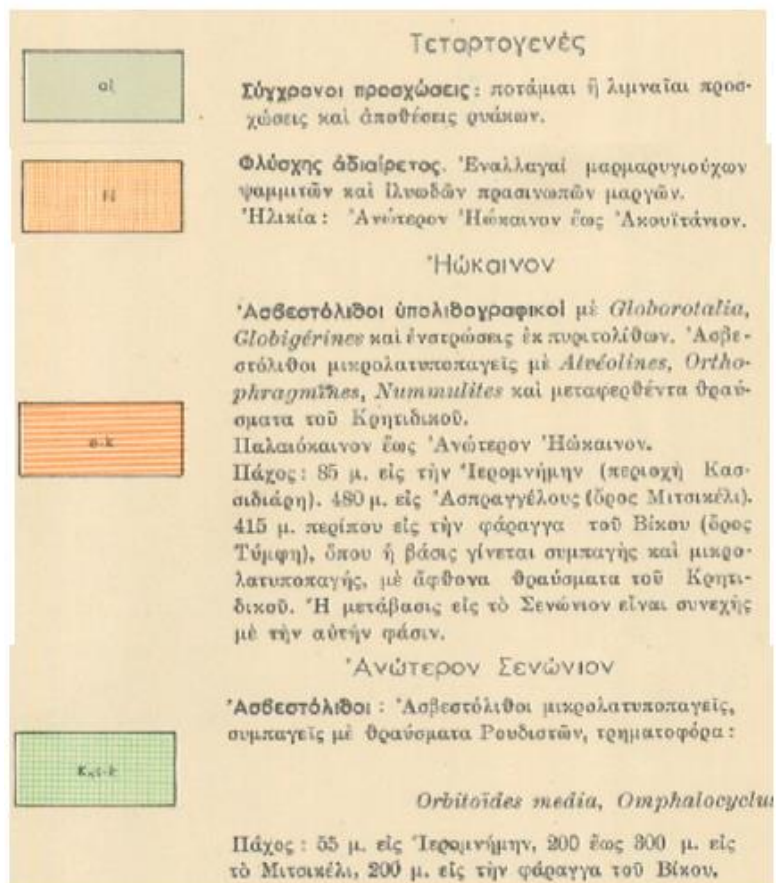 Τεταρτογενές
al
Σύγχρονοι προσχώσεις: ποτάμιαι ἢ λιμναῖαι προσ-
χώσεις καὶ ἀποθέσεις ρυάκων.
Φλύσχης ἀδιαίρετος. Ἐναλλαγαὶ μαρμαρυγιούχων
ψαμμιτῶν καὶ ἰλυωδῶν πρασινωπῶν μαργῶν.
Ἡλικία: Ἀνώτερον Ἠώκαινον ἕως Ἀκουϊτάνιον.
Ἠώκαινον
Ἀσβεστόλιθοι ὑπολιθογραφικοὶ μὲ Globorotalia,
Globigérines καὶ ἐνστρώσεις ἐκ πυριτολίθων. Ἀσβε-
στόλιθοι μικρολατυποπαγεῖς μὲ Alvéolines, Ortho-
phragmines, Nummulites καὶ μεταφερθέντα θραύ-
σματα τοῦ Κρητιδικοῦ.
e-k
Παλαιόκαινον ἕως Ἀνώτερον Ἠώκαινον.
Πάχος: 85 μ. εἰς τὴν Ἱερομνήμην (περιοχὴ Κασ-
σιδιάρη). 480 μ. εἰς Ἀσπραγγέλους (ὄρος Μιτσικέλι).
415 μ. περίπου εἰς τὴν φάραγγα τοῦ Βίκου (ὄρος
Τύμφη), ὅπου ἡ βάσις γίνεται συμπαγὴς καὶ μικρο-
λατυποπαγής, μὲ ἄφθονα θραύσματα τοῦ Κρητι-
δικοῦ. Ἡ μετάβασις εἰς τὸ Σενώνιον εἶναι συνεχὴς
μὲ τὴν αὐτὴν φάσιν.
Ἀνώτερον Σενώνιον
Ἀσβεστόλιθοι: Ἀσβεστόλιθοι μικρολατυποπαγεῖς,
συμπαγεῖς μὲ θραύσματα Ρουδιστῶν, τρηματοφόρα:
Orbitoïdes media, Omphalocyclus
Πάχος: 55 μ. εἰς Ἱερομνήμην, 200 ἕως 300 μ. εἰς
τὸ Μιτσικέλι, 200 μ. εἰς τὴν φάραγγα τοῦ Βίκου,